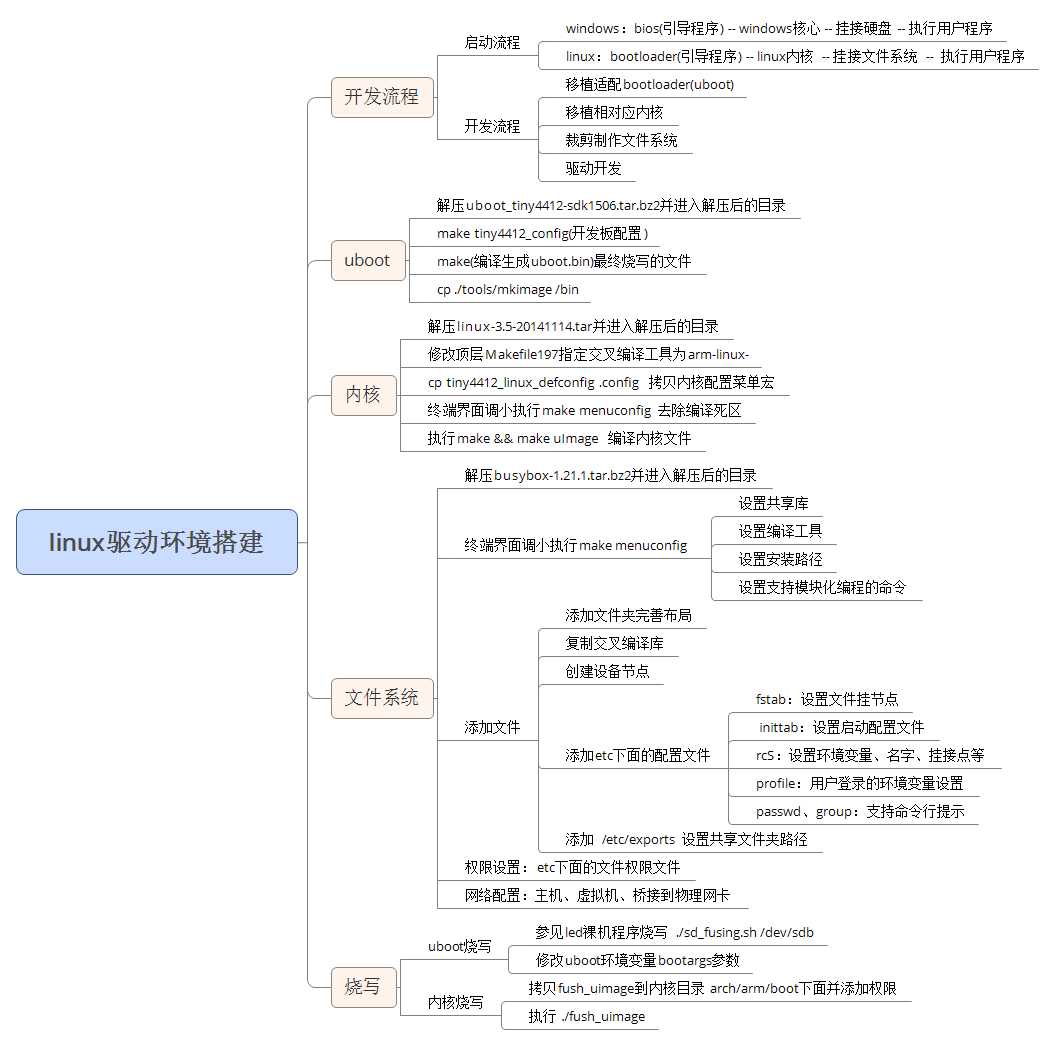 linux驱动环境搭建
开发流程
启动流程
windows：bios(引导程序) -- windows核心 -- 挂接硬盘 -- 执行用户程序
linux：bootloader(引导程序) -- linux内核 -- 挂接文件系统 -- 执行用户程序
开发流程
移植适配bootloader(uboot)
移植相对应内核
裁剪制作文件系统
驱动开发
uboot
解压uboot_tiny4412-sdk1506.tar.bz2并进入解压后的目录
make tiny4412_config(开发板配置)
make(编译生成uboot.bin)最终烧写的文件
cp ./tools/mkimage /bin
内核
解压linux-3.5-20141114.tar并进入解压后的目录
修改顶层Makefile197指定交叉编译工具为arm-linux-
cp tiny4412_linux_defconfig .config 拷贝内核配置菜单宏
终端界面调小执行make menuconfig 去除编译死区
执行make && make uImage 编译内核文件
文件系统
解压busybox-1.21.1.tar.bz2并进入解压后的目录
终端界面调小执行make menuconfig
设置共享库
设置编译工具
设置安装路径
设置支持模块化编程的命令
添加文件
添加文件夹完善布局
复制交叉编译库
创建设备节点
添加etc下面的配置文件
fstab：设置文件挂节点
inittab：设置启动配置文件
rcS：设置环境变量、名字、挂接点等
profile：用户登录的环境变量设置
passwd、group：支持命令行提示
添加 /etc/exports 设置共享文件夹路径
权限设置：etc下面的文件权限文件
网络配置：主机、虚拟机、桥接到物理网卡
烧写
uboot烧写
参见led裸机程序烧写 ./sd_fusing.sh /dev/sdb
修改uboot环境变量bootargs参数
内核烧写
拷贝fush_uimage到内核目录 arch/arm/boot下面并添加权限
执行 ./fush_uimage